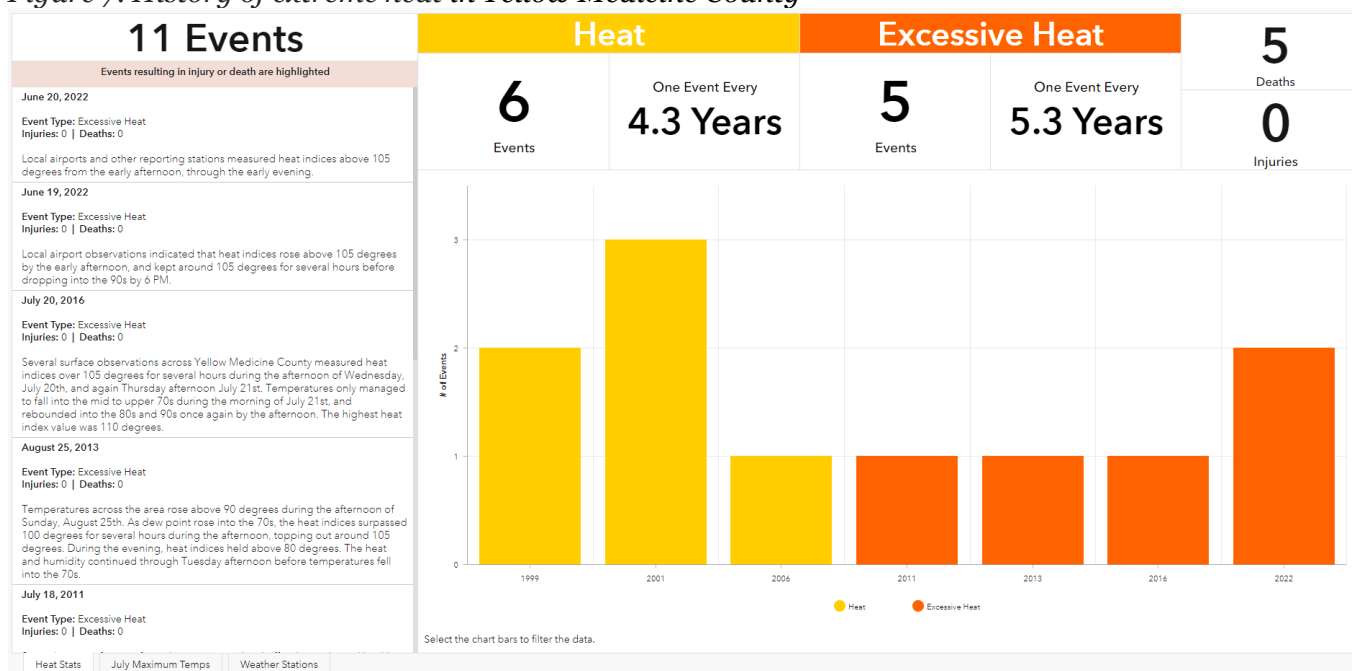 Figure 7. History of extreme heat in Yellow Medicine County
11 Events
Events resulting in injury or death are highlighted
June 20, 2022
Event Type: Excessive Heat
Injuries: 0 | Deaths: 0
Local airports and other reporting stations measured heat indices above 105
degrees from the early afternoon, through the early evening.
June 19, 2022
Event Type: Excessive Heat
Injuries: 0 | Deaths: 0
Local airport observations indicated that heat indices rose above 105 degrees
by the early afternoon, and kept around 105 degrees for several hours before
dropping into the 90s by 6 PM.
July 20, 2016
Event Type: Excessive Heat
Injuries: 0 | Deaths: 0
Several surface observations across Yellow Medicine County measured heat
indices over 105 degrees for several hours during the afternoon of Wednesday,
July 20th, and again Thursday afternoon July 21st. Temperatures only managed
to fall into the mid to upper 70s during the morning of July 21st, and
rebounded into the 80s and 90s once again by the afternoon. The highest heat
index value was 110 degrees.
August 25, 2013
Event Type: Excessive Heat
Injuries: 0 | Deaths: 0
Temperatures across the area rose above 90 degrees during the afternoon of
Sunday, August 25th. As dew point rose into the 70s, the heat indices surpassed
100 degrees for several hours during the afternoon, topping out around 105
degrees. During the evening, heat indices held above 80 degrees. The heat
and humidity continued through Tuesday afternoon before temperatures fell
into the 70s.
July 18, 2011
Event Type: Excessive Heat
Injuries: 0 | Deaths: 0
Heat
6
Events
One Event Every
4.3 Years
Excessive Heat
5
Events
One Event Every
5.3 Years
5
Deaths
0
Injuries
# of Events
3
2
1
0
1999
2001
2006
2011
2013
2016
2022
Heat
Excessive Heat
Select the chart bars to filter the data.
Heat Stats
July Maximum Temps
Weather Stations